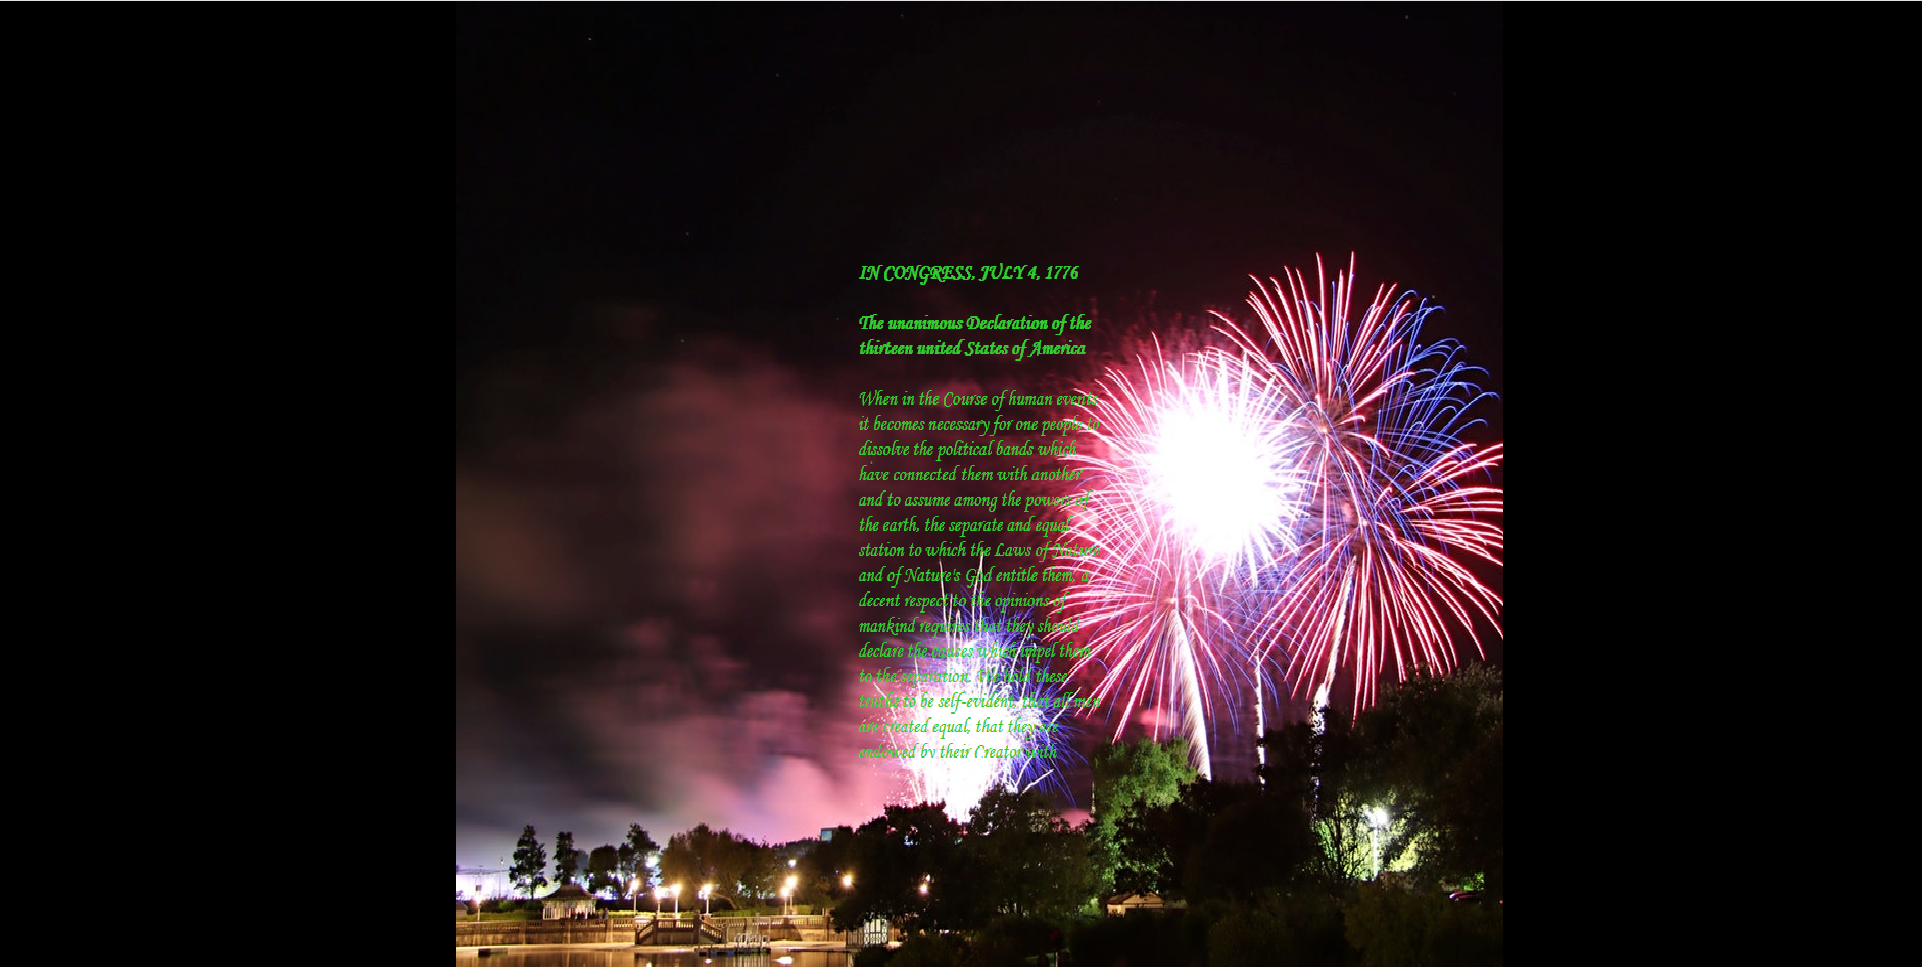 IN CONGRESS, JULY 4, 1776
The unanimous Declaration of the
thirteen united States of America
When in the Course of human events
it becomes necessary for one people to
dissolve the political bands which
have connected them with another
and to assume among the powers of
the earth, the separate and equal
station to which the Laws of Nature
and of Nature's God entitle them, a
decent respect to the opinions of
mankind requires that they should
declare the causes which impel them
to the separation. We hold these
truths to be self-evident, that all men
are created equal, that they are
endowed by their Creator with